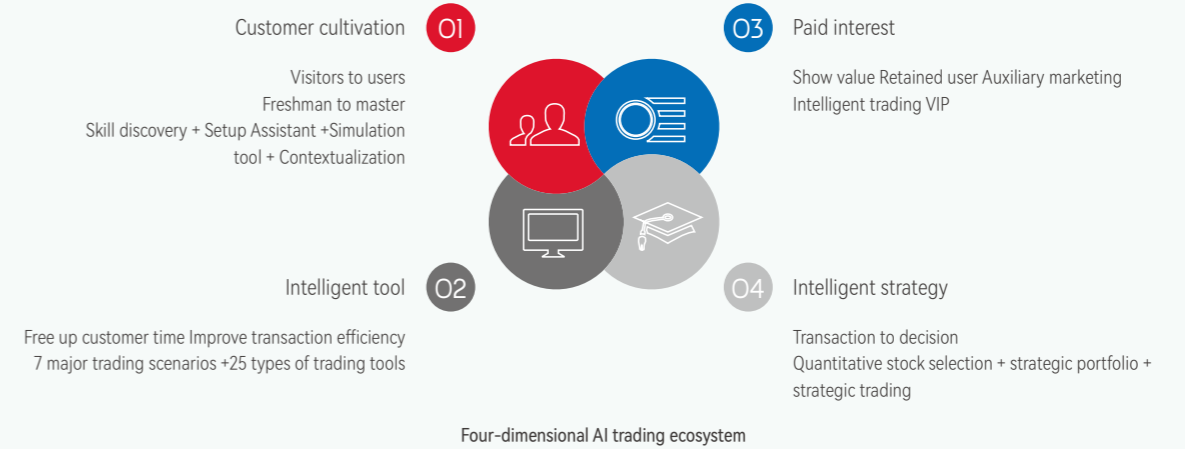 Customer cultivation 01
Visitors to users
Freshman to master
Skill discovery + Setup Assistant +Simulation
tool + Contextualization
Intelligent tool 02
Free up customer time Improve transaction efficiency
7 major trading scenarios +25 types of trading tools
03 Paid interest
Show value Retained user Auxiliary marketing
Intelligent trading VIP
04 Intelligent strategy
Transaction to decision
Quantitative stock selection + strategic portfolio +
strategic trading
Four-dimensional AI trading ecosystem